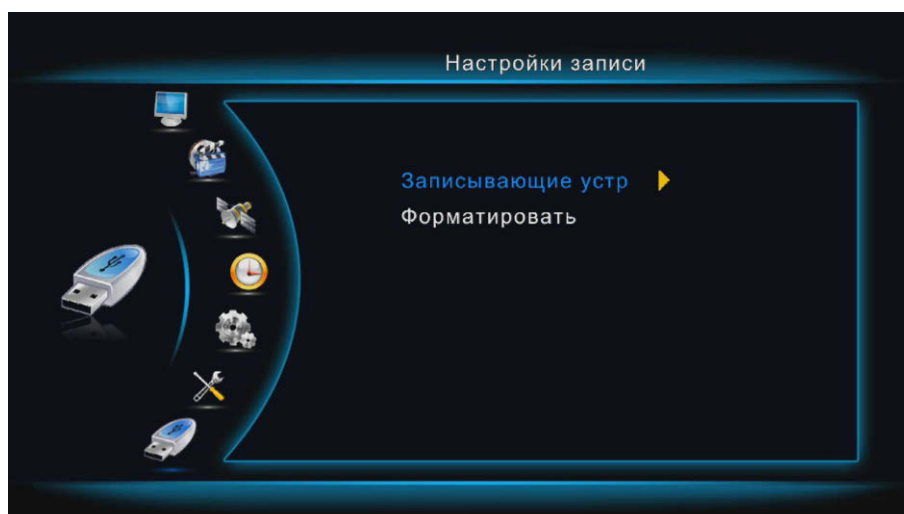 Настройки записи
Записывающие устр
Форматировать